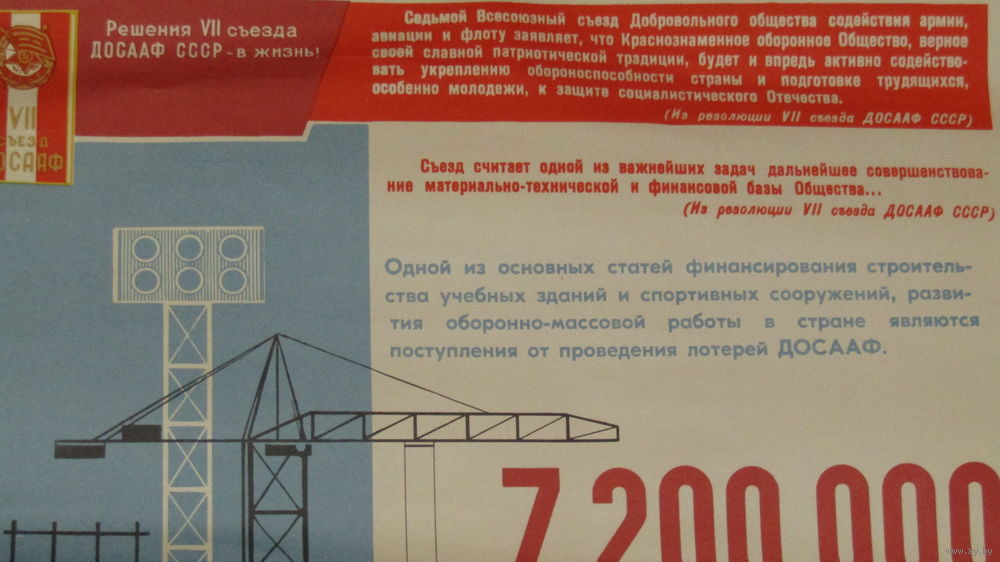 Решения VII съезда
ДОСААФ СССР - в жизнь!
VII
СЪЕЗД
ДОСААФ
Седьмой Всесоюзный съезд Добровольного общества содействия армии,
авиации и флоту заявляет, что Краснознаменное оборонное Общество, верное
своей славной патриотической традиции, будет и впредь активно содейство-
вать укреплению обороноспособности страны и подготовке трудящихся,
особенно молодежи, к защите социалистического Отечества.
(Из резолюции VII съезда ДОСААФ СССР)
Съезд считает одной из важнейших задач дальнейшее совершенствова-
ние материально-технической и финансовой базы Общества...
(Из резолюции VII съезда ДОСААФ СССР)
Одной из основных статей финансирования строитель-
ства учебных зданий и спортивных сооружений, разви-
тия оборонно-массовой работы в стране являются
поступления от проведения лотерей ДОСААФ.
7.200 000
www.ay.by